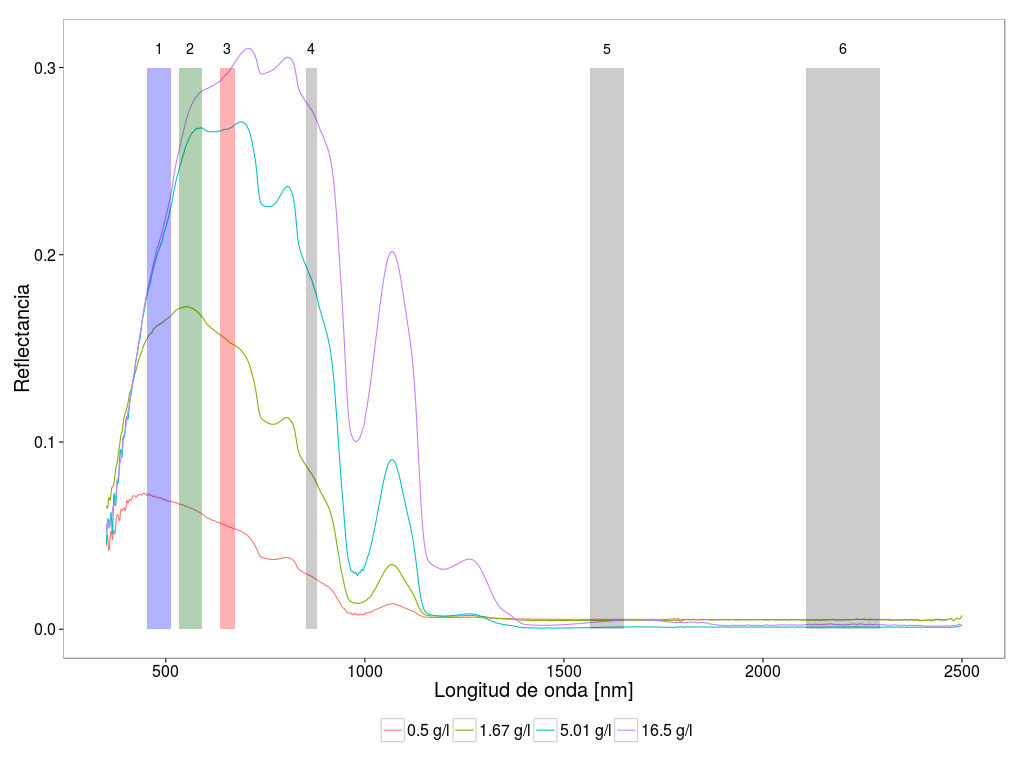 1 2 3 4 5 6
0.3
0.2
0.1
0.0
Reflectancia
500 1000 1500 2000 2500
Longitud de onda [nm]
0.5 g/l 1.67 g/l 5.01 g/l 16.5 g/l